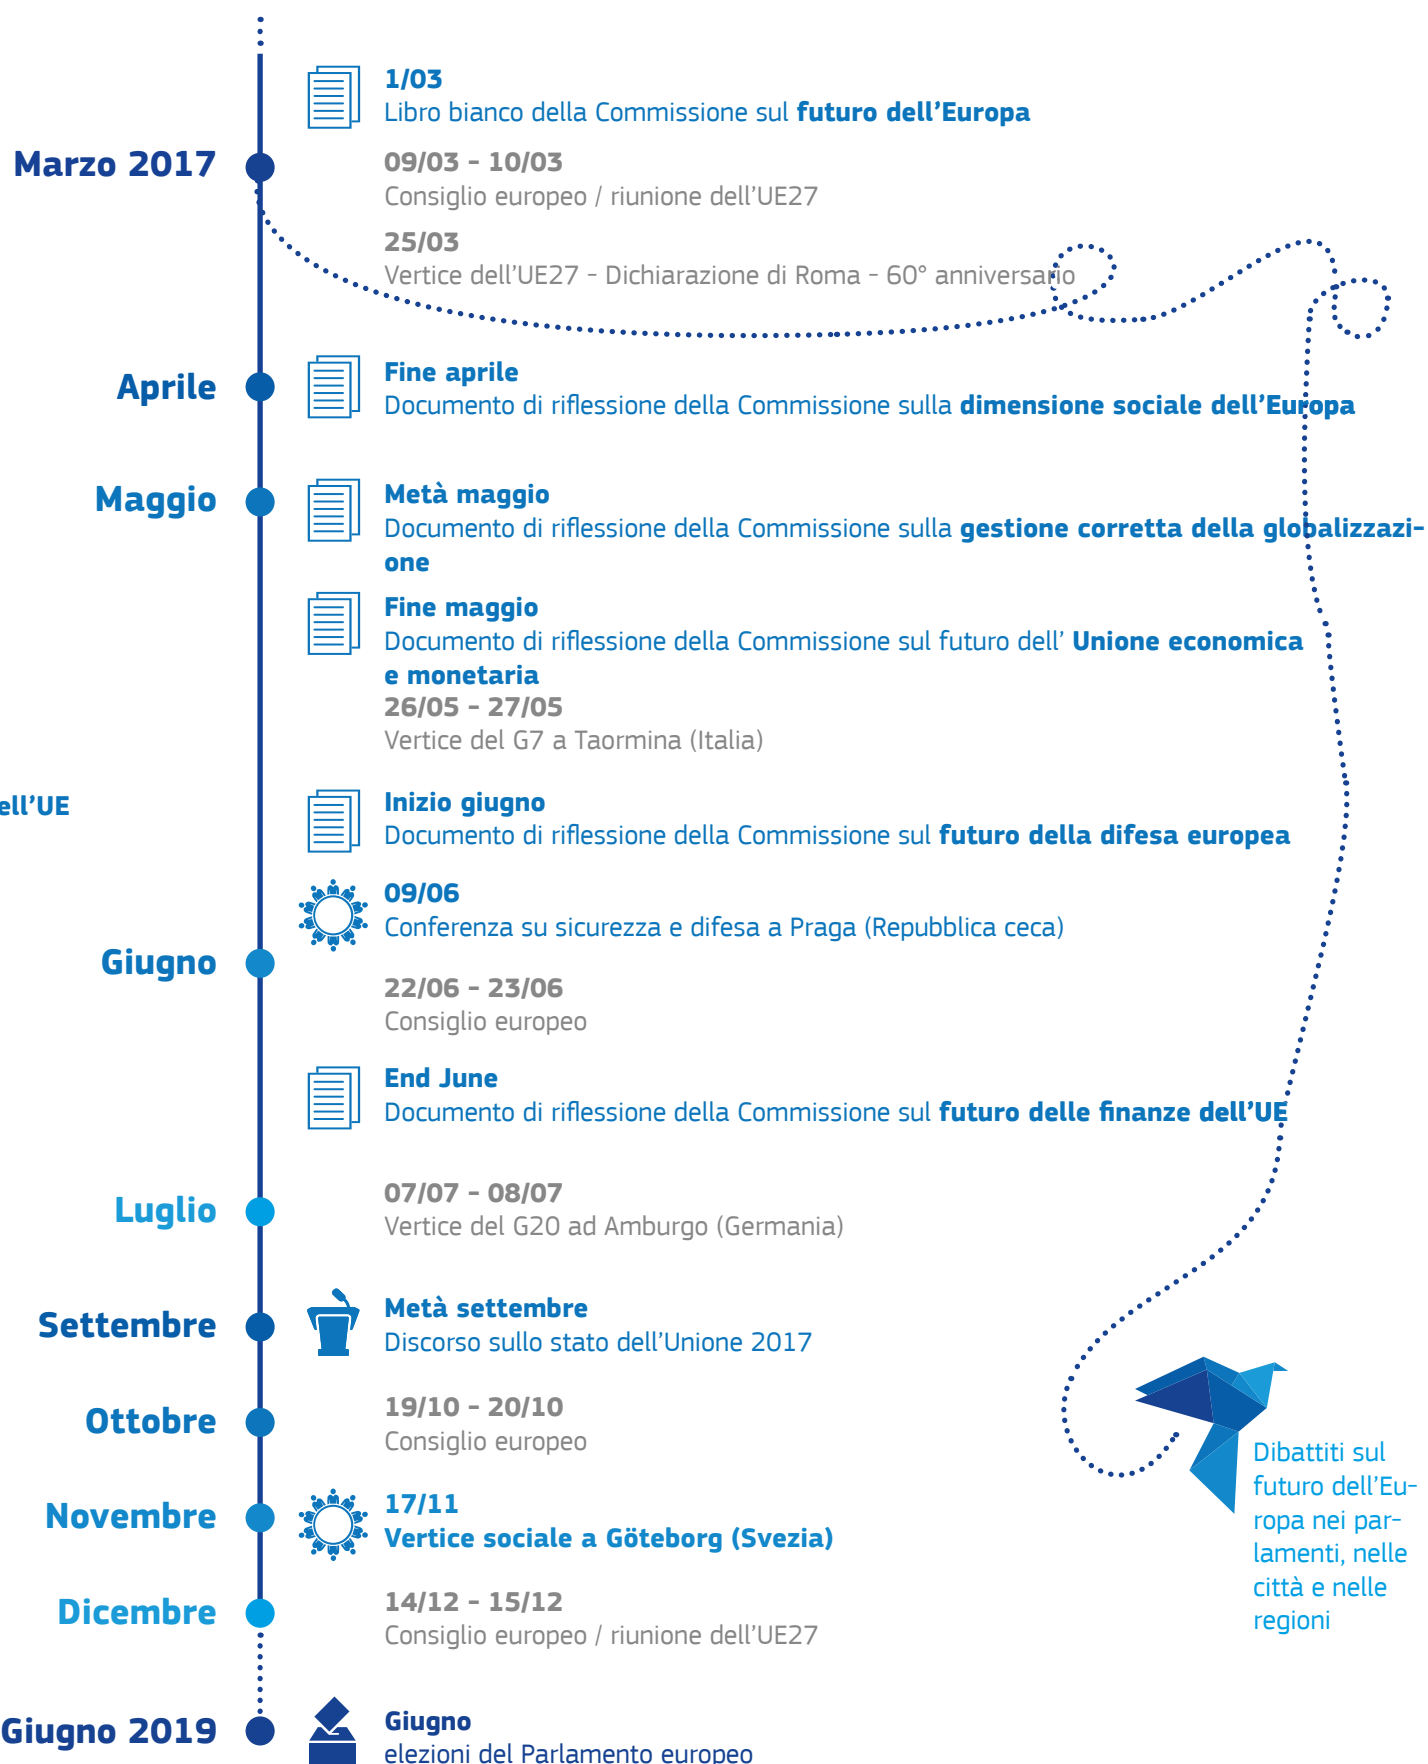 Marzo 2017
1/03
Libro bianco della Commissione sul futuro dell’Europa
09/03 - 10/03
Consiglio europeo / riunione dell’UE27
25/03
Vertice dell’UE27 - Dichiarazione di Roma - 60° anniversario
Aprile
Fine aprile
Documento di riflessione della Commissione sulla dimensione sociale dell’Europa
Maggio
Metà maggio
Documento di riflessione della Commissione sulla gestione corretta della globalizzazi-
one
Fine maggio
Documento di riflessione della Commissione sul futuro dell’ Unione economica
e monetaria
26/05 - 27/05
Vertice del G7 a Taormina (Italia)
ell’UE
Inizio giugno
Documento di riflessione della Commissione sul futuro della difesa europea
Giugno
09/06
Conferenza su sicurezza e difesa a Praga (Repubblica ceca)
22/06 - 23/06
Consiglio europeo
End June
Documento di riflessione della Commissione sul futuro delle finanze dell’UE
Luglio
07/07 - 08/07
Vertice del G20 ad Amburgo (Germania)
Settembre
Metà settembre
Discorso sullo stato dell’Unione 2017
Ottobre
19/10 - 20/10
Consiglio europeo
Novembre
17/11
Vertice sociale a Göteborg (Svezia)
Dicembre
14/12 - 15/12
Consiglio europeo / riunione dell’UE27
Dibattiti sul
futuro dell’Eu-
ropa nei par-
lamenti, nelle
città e nelle
regioni
Giugno 2019
Giugno
elezioni del Parlamento europeo